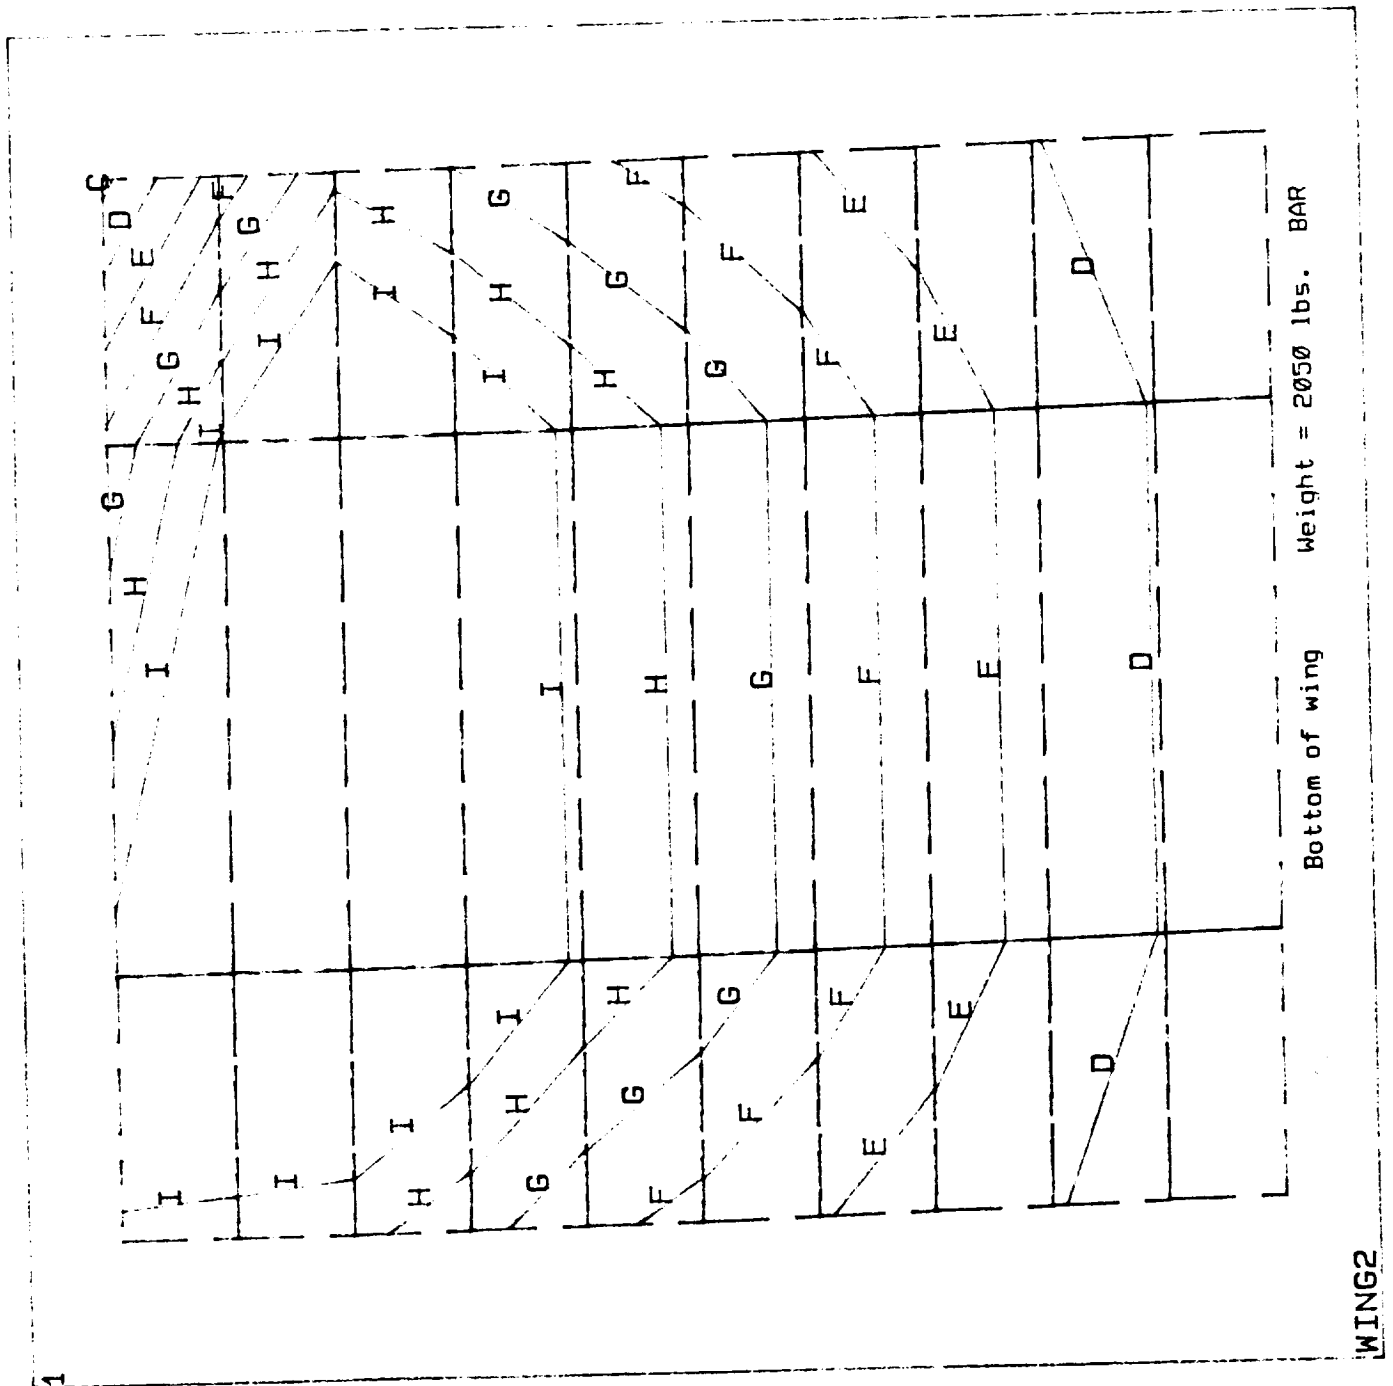 1
G D C
H E
I F
I G
H
I F
G
I H
I
I H
H I
I I H G
H
G I
H G
H G F
F H
G F
F G G
F F E
E F
E E
E
D D
D
Bottom of wing Weight = 2050 lbs. BAR
WING2